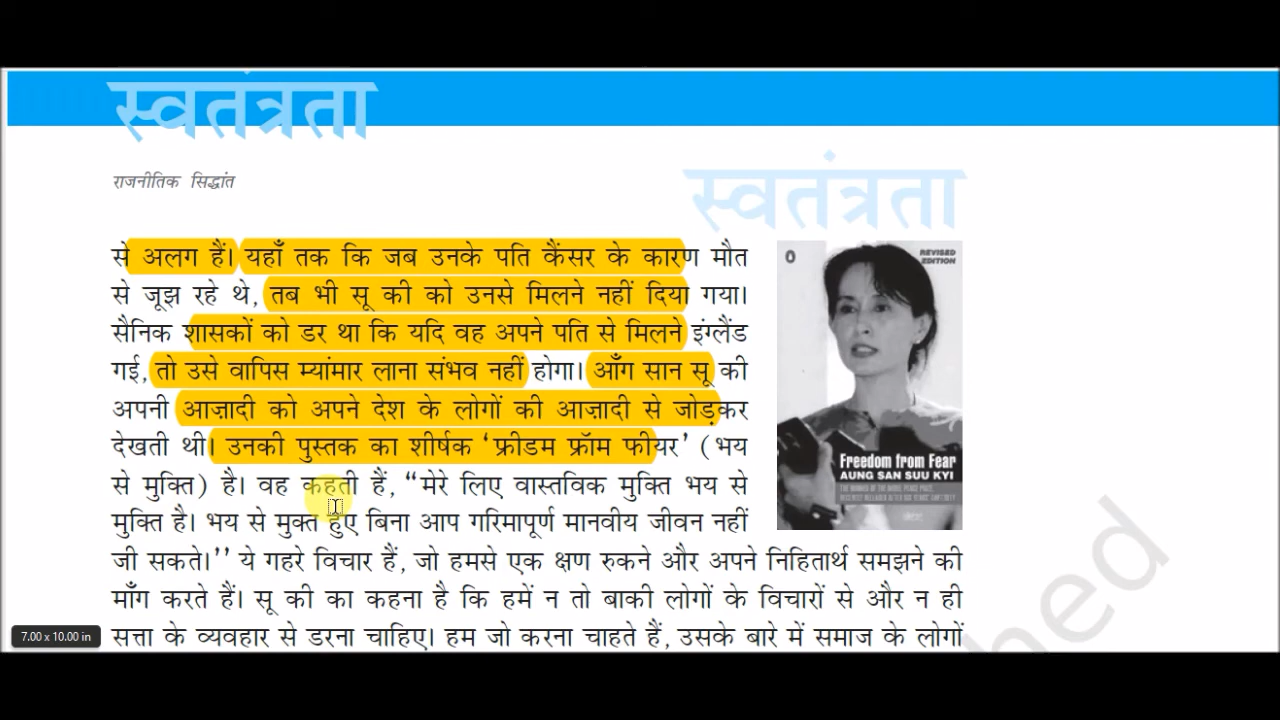 स्वतंत्रता
राजनीतिक सिद्धांत
स्वतंत्रता
से अलग हैं। यहाँ तक कि जब उनके पति कैंसर के कारण मौत
से जूझ रहे थे, तब भी सू की को उनसे मिलने नहीं दिया गया।
सैनिक शासकों को डर था कि यदि वह अपने पति से मिलने इंग्लैंड
गई, तो उसे वापिस म्यांमार लाना संभव नहीं होगा। आँग सान सू की
अपनी आज़ादी को अपने देश के लोगों की आज़ादी से जोड़कर
देखती थी। उनकी पुस्तक का शीर्षक ‘फ्रीडम फ्रॉम फीयर’ (भय
से मुक्ति) है। वह कहती हैं, “मेरे लिए वास्तविक मुक्ति भय से
मुक्ति है। भय से मुक्त हुए बिना आप गरिमापूर्ण मानवीय जीवन नहीं
जी सकते।’’ ये गहरे विचार हैं, जो हमसे एक क्षण रुकने और अपने निहितार्थ समझने की
माँग करते हैं। सू की का कहना है कि हमें न तो बाकी लोगों के विचारों से और न ही
सत्ता के व्यवहार से डरना चाहिए। हम जो करना चाहते हैं, उसके बारे में समाज के लोगों
REVISED
EDITION
Freedom from Fear
AUNG SAN SUU KYI
7.00 x 10.00 in
hed